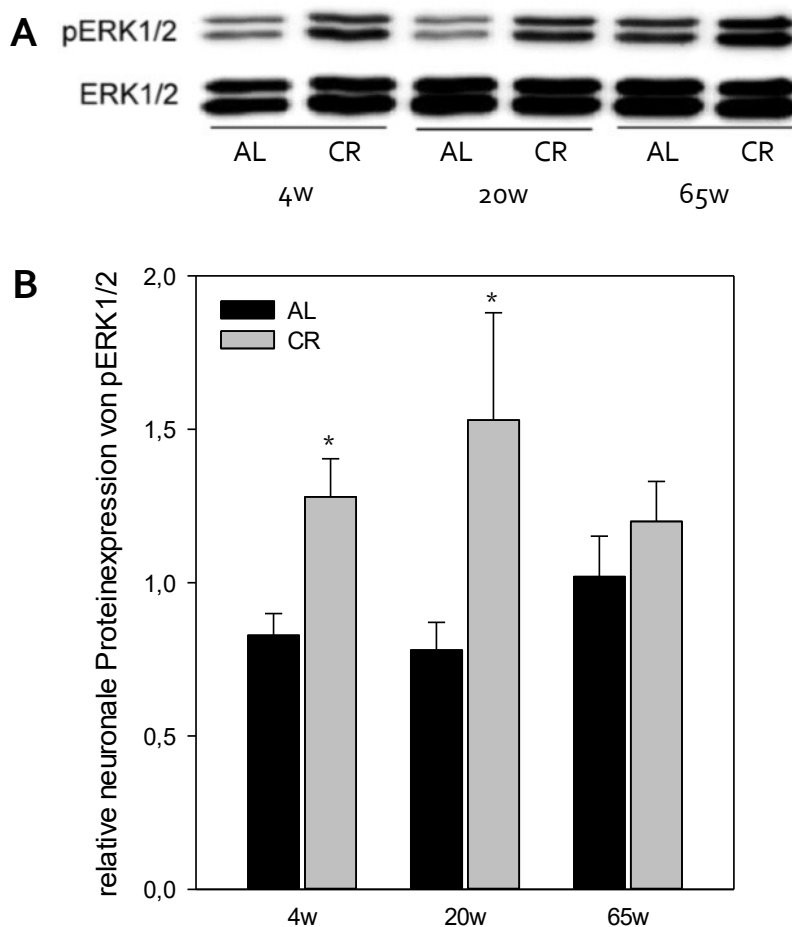 A
pERK1/2
ERK1/2
AL CR AL CR AL CR
4w 20w 65w
B
relative neuronale Proteinexpression von pERK1/2
2,0
1,5
1,0
0,5
0,0
AL
CR
*
*
4w 20w 65w